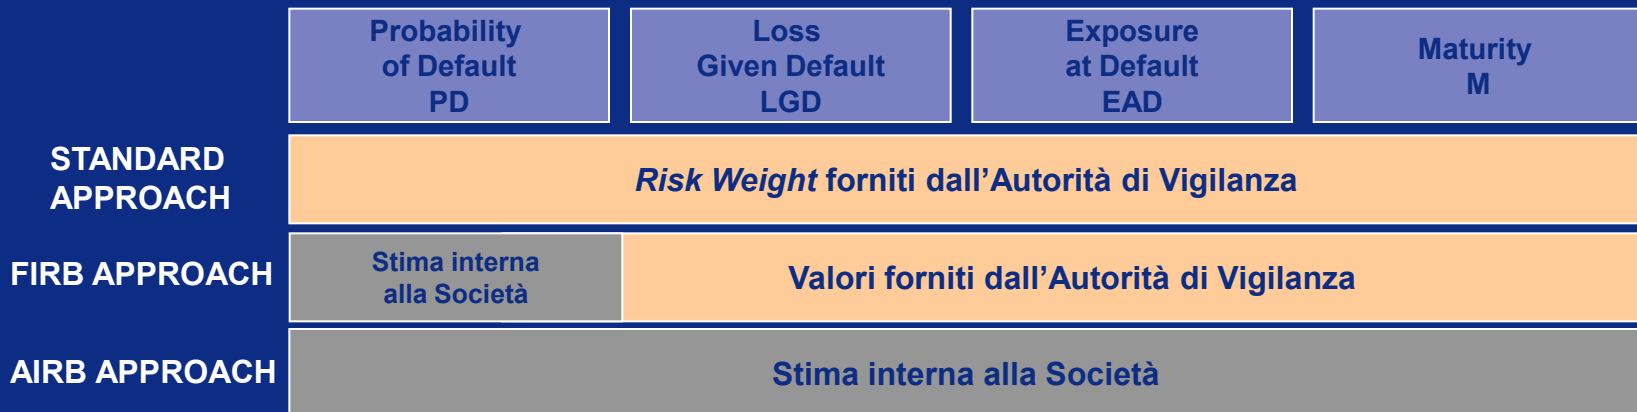 Probability
of Default
PD
Loss
Given Default
LGD
Exposure
at Default
EAD
Maturity
M
STANDARD
APPROACH
Risk Weight forniti dall'Autorità di Vigilanza
FIRB APPROACH
Stima interna
alla Società
Valori forniti dall'Autorità di Vigilanza
AIRB APPROACH
Stima interna alla Società